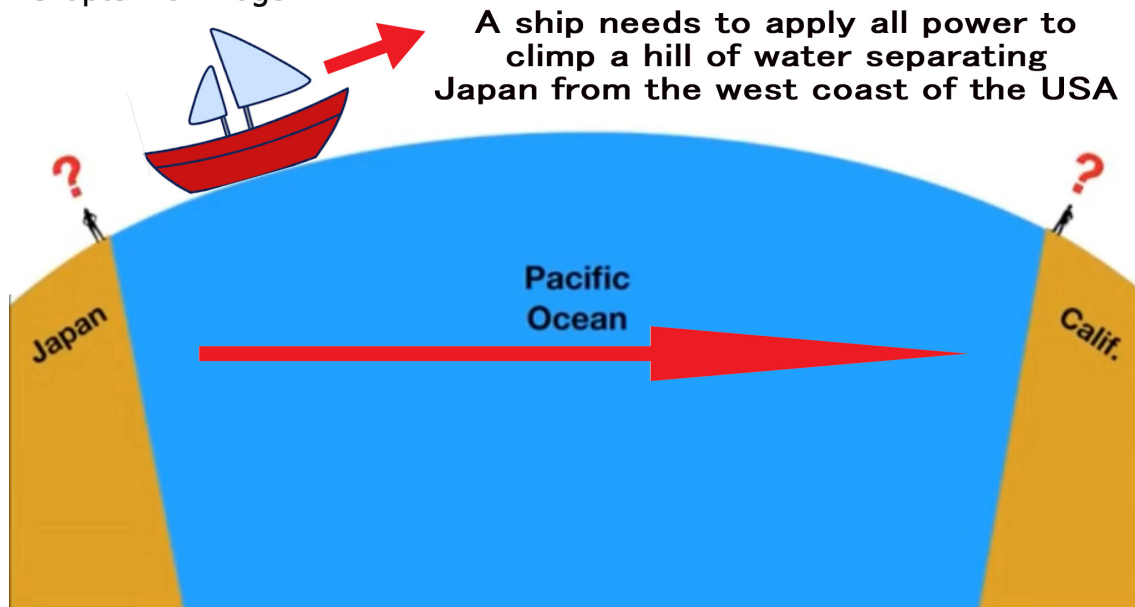 A ship needs to apply all power to
climp a hill of water separating
Japan from the west coast of the USA
?
?
Pacific
Ocean
Japan
Calif.